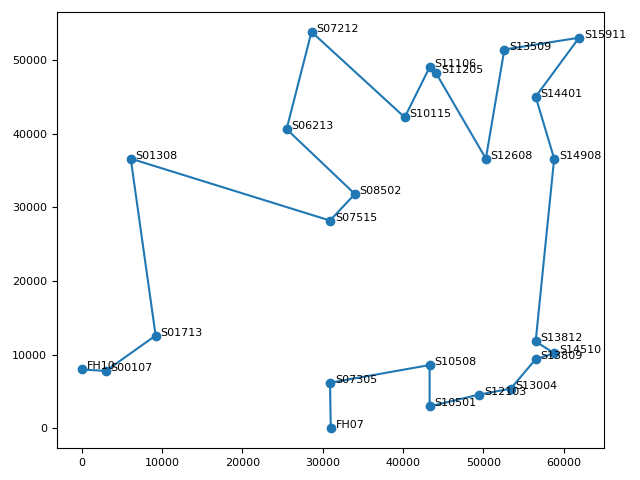 S07212
S15911
S13509
50000
S11106
S11205
S14401
S10115
40000
S06213
S01308
S12608
S14908
S08502
30000
S07515
20000
S01713
S13812
10000
S14510
S13809
FH10
S00107
S10508
S07305
S13004
S12103
S10501
0
FH07
0
10000
20000
30000
40000
50000
60000